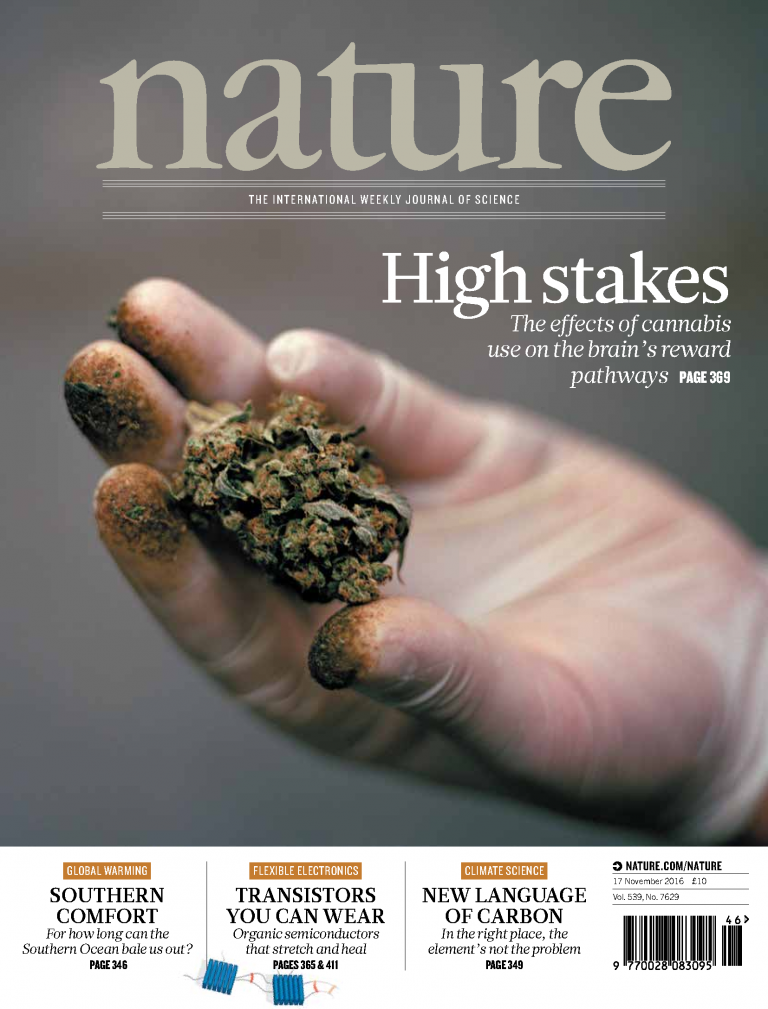 nature
THE INTERNATIONAL WEEKLY JOURNAL OF SCIENCE
High stakes
The effects of cannabis
use on the brain's reward
pathways PAGE 369
GLOBAL WARMING
SOUTHERN
COMFORT
For how long can the
Southern Ocean bale us out?
PAGE 346
FLEXIBLE ELECTRONICS
TRANSISTORS
YOU CAN WEAR
Organic semiconductors
that stretch and heal
PAGES 365 & 411
CLIMATE SCIENCE
NEW LANGUAGE
OF CARBON
In the right place, the
element's not the problem
PAGE 349
NATURE.COM/NATURE
17 November 2016 £10
Vol. 539, No. 7629
46>
9 770028 083095